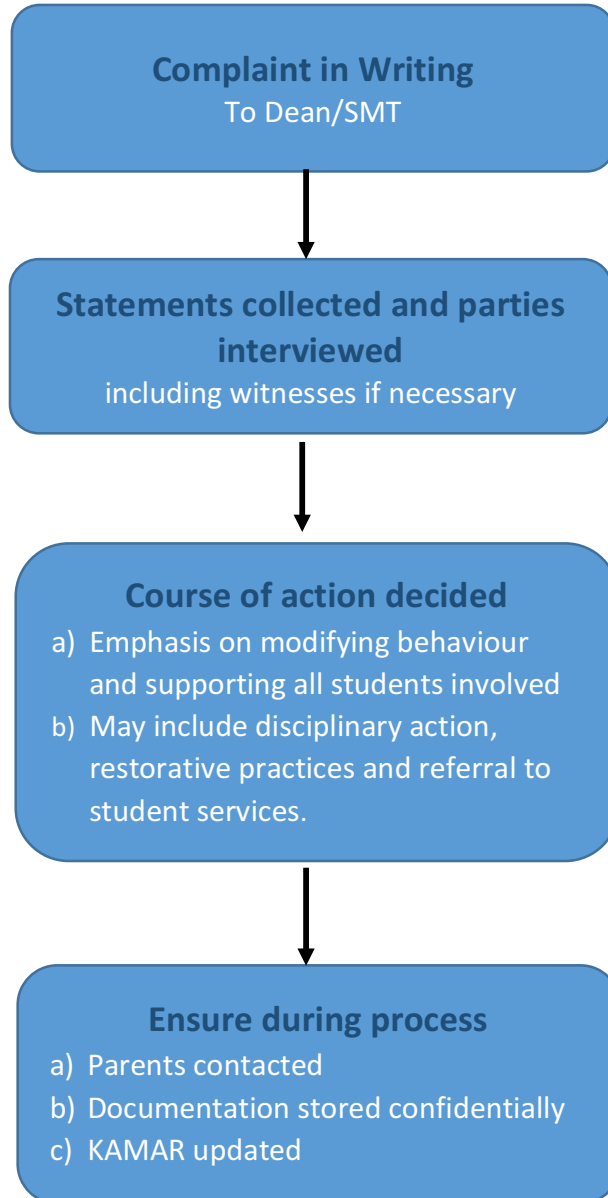 Complaint in Writing
To Dean/SMT
Statements collected and parties
interviewed
including witnesses if necessary
Course of action decided
a) Emphasis on modifying behaviour
and supporting all students involved
b) May include disciplinary action,
restorative practices and referral to
student services.
Ensure during process
a) Parents contacted
b) Documentation stored confidentially
c) KAMAR updated